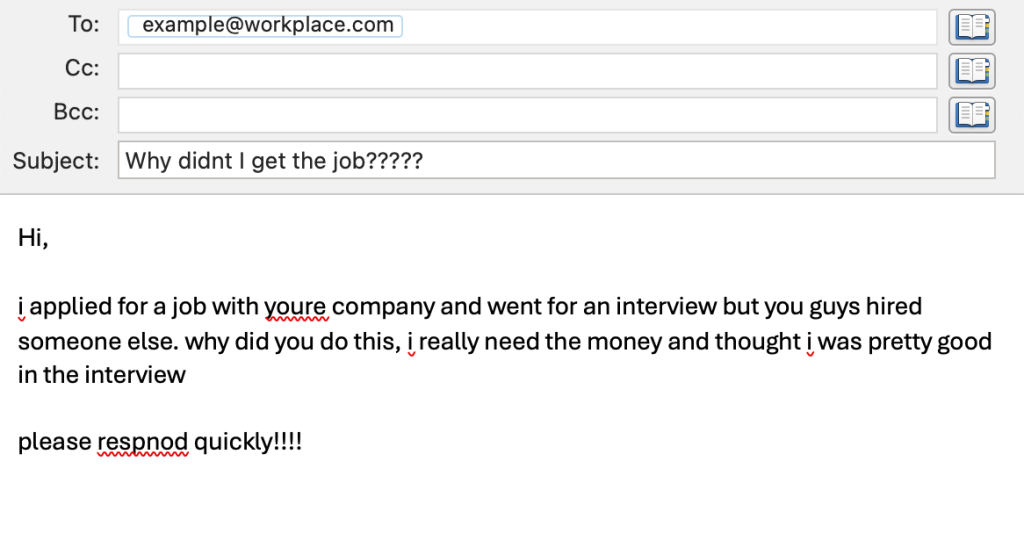 To: example@workplace.com
Cc:
Bcc:
Subject: Why didnt I get the job?????
Hi,
i applied for a job with youre company and went for an interview but you guys hired
someone else. why did you do this, i really need the money and thought i was pretty good
in the interview
please respnod quickly!!!!